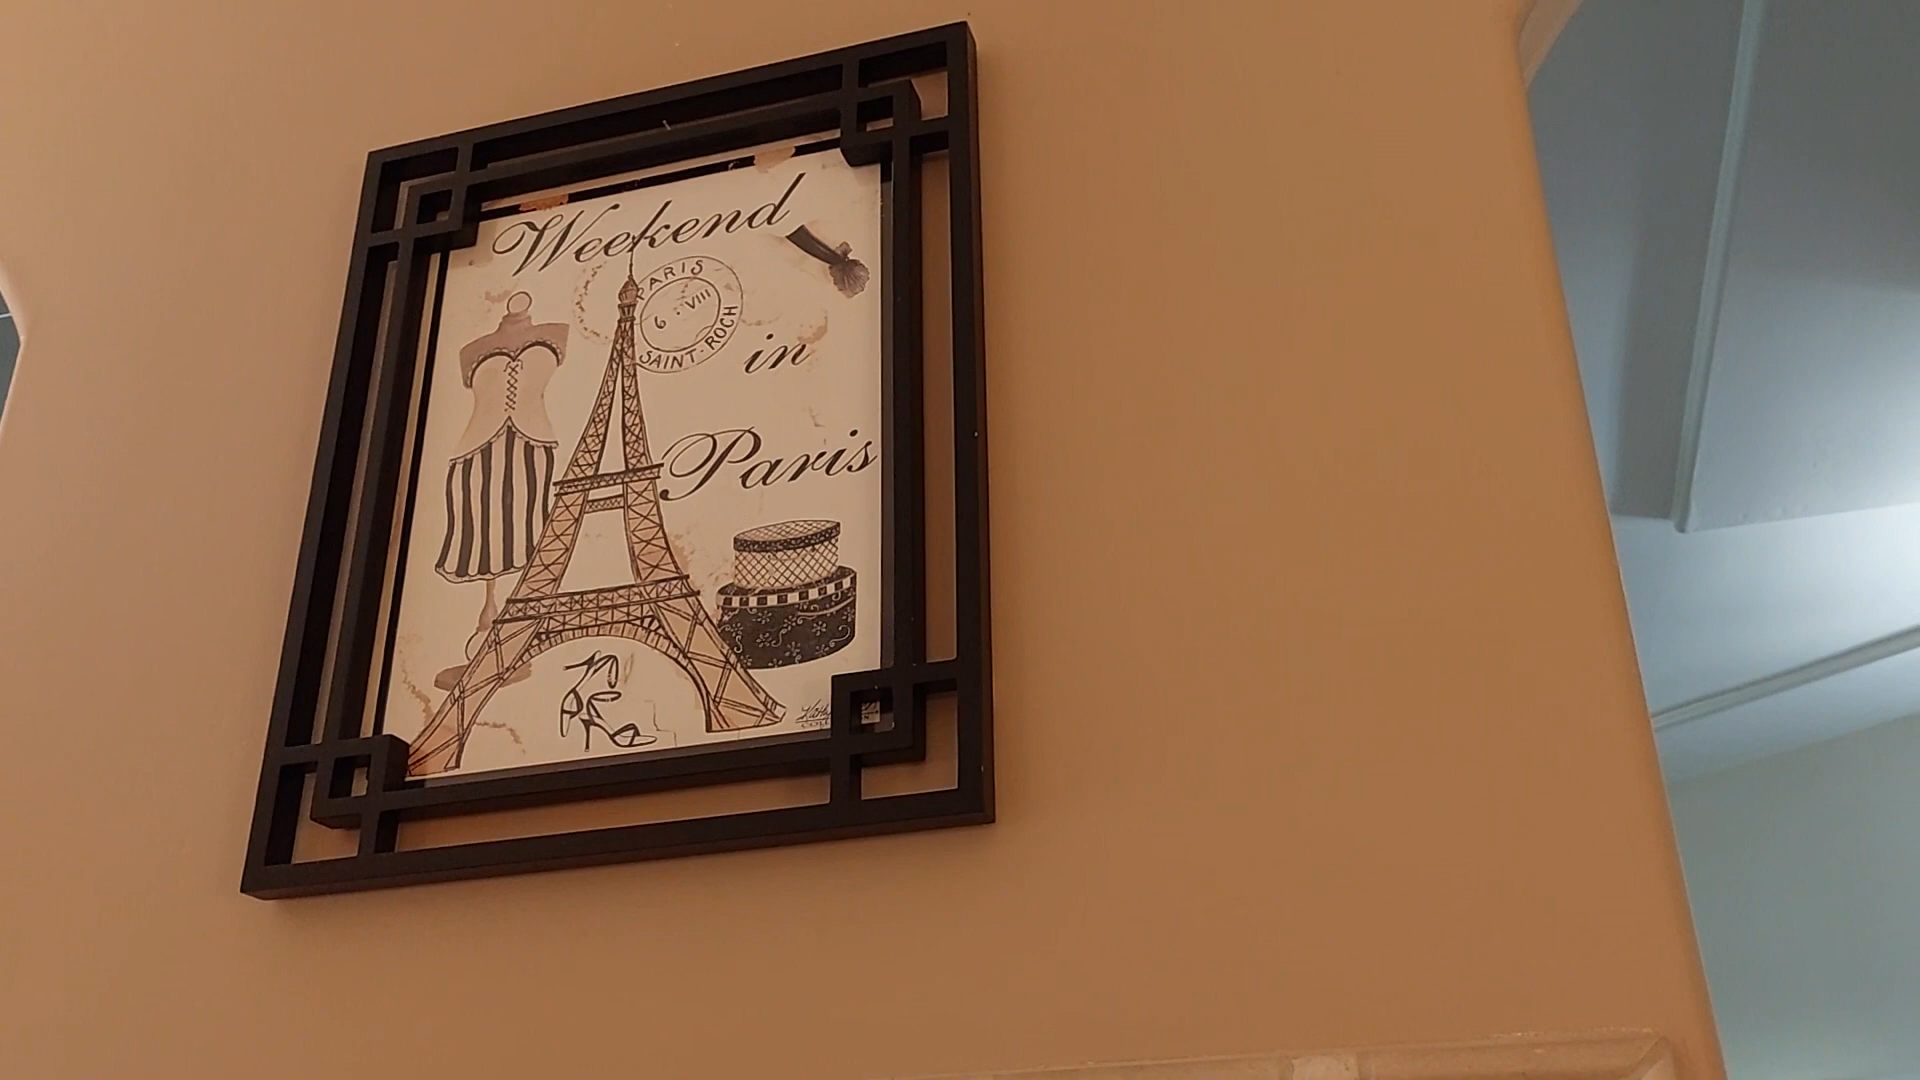 Weekend
PARIS
6 VIII
SAINT-ROCH
in
Paris